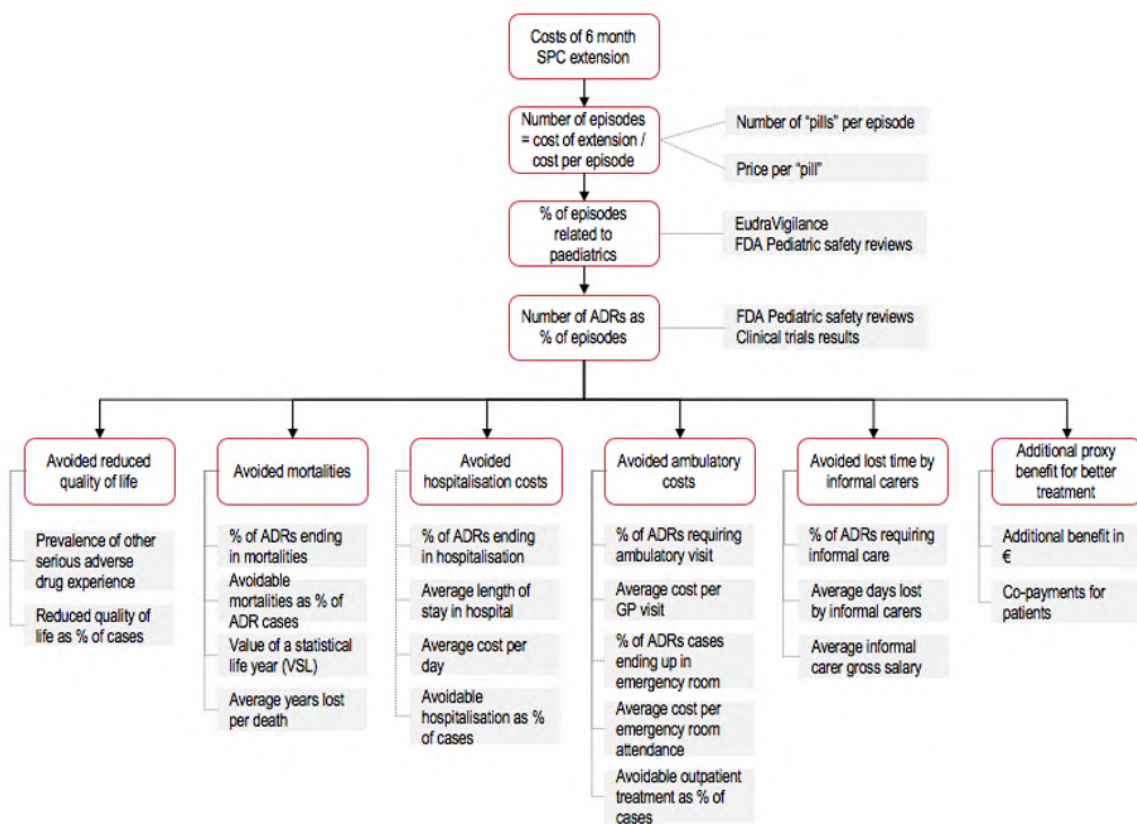 Costs of 6 month
SPC extension
Number of episodes
= cost of extension /
cost per episode
Number of “pills” per episode
Price per “pill”
% of episodes
related to
paediatrics
EudraVigilance
FDA Pediatric safety reviews
Number of ADRs as
% of episodes
FDA Pediatric safety reviews
Clinical trials results
Avoided reduced
quality of life
Prevalence of other
serious adverse
drug experience
Reduced quality of
life as % of cases
Avoided mortalities
% of ADRs ending
in mortalities
Avoidable
mortalities as % of
ADR cases
Value of a statistical
life year (VSL)
Average years lost
per death
Avoided
hospitalisation costs
% of ADRs ending
in hospitalisation
Average length of
stay in hospital
Average cost per
day
Avoidable
hospitalisation as %
of cases
Avoided ambulatory
costs
% of ADRs requiring
ambulatory visit
Average cost per
GP visit
% of ADRs cases
ending up in
emergency room
Average cost per
emergency room
attendance
Avoidable outpatient
treatment as % of
cases
Avoided lost time by
informal carers
% of ADRs requiring
informal care
Average days lost
by informal carers
Average informal
carer gross salary
Additional proxy
benefit for better
treatment
Additional benefit in
€
Co-payments for
patients